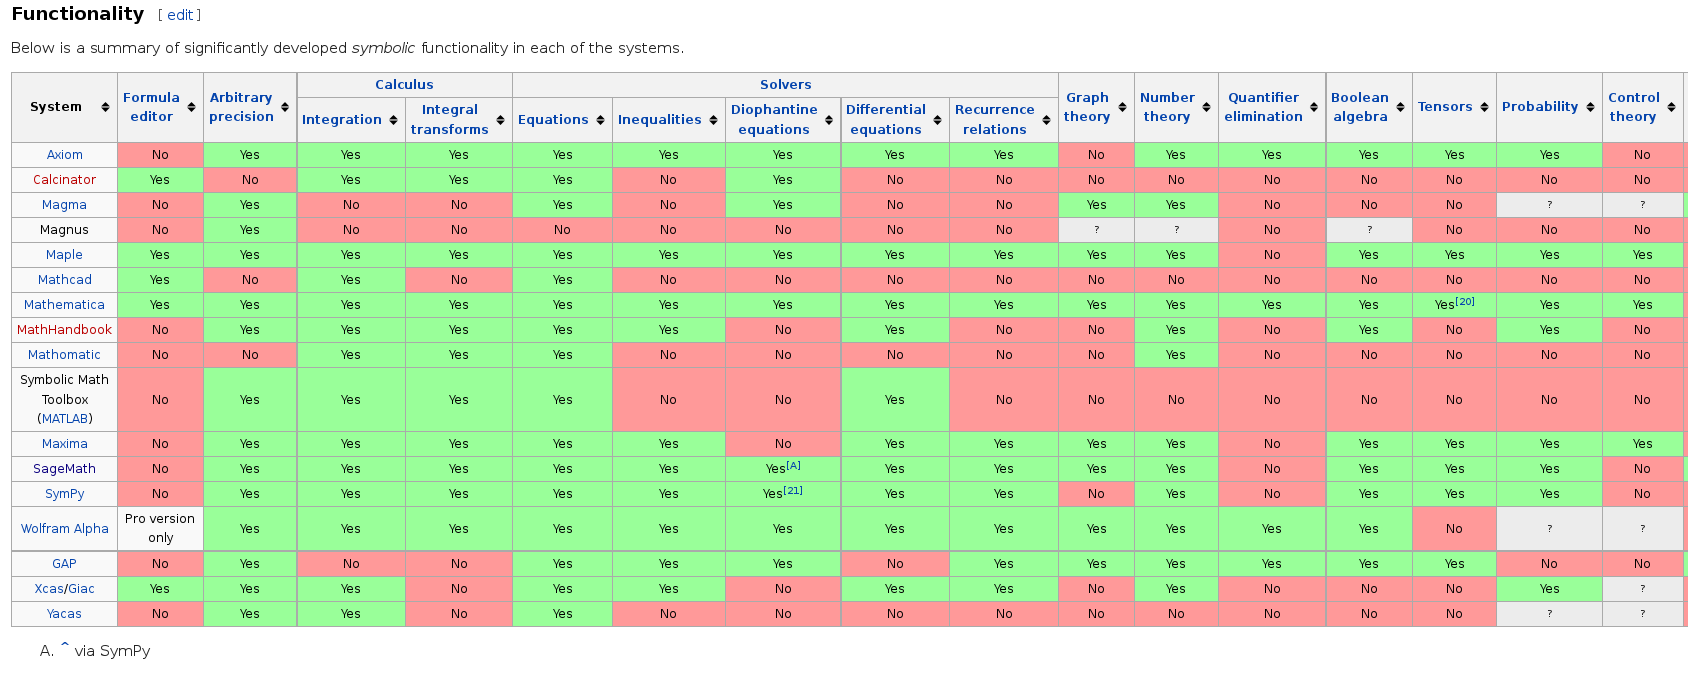 Functionality [ edit ]
Below is a summary of significantly developed symbolic functionality in each of the systems.
System Formula editor Arbitrary precision Calculus Solvers Graph theory Number theory Quantifier elimination Boolean algebra Tensors Probability Control theory
Integration Integral transforms Equations Inequalities Diophantine equations Differential equations Recurrence relations
Axiom No Yes Yes Yes Yes Yes Yes Yes Yes No Yes Yes Yes Yes Yes No
Calcinator Yes No Yes Yes Yes No Yes No No No No No No No No No
Magma No Yes No No Yes No Yes No No Yes Yes No No No ? ?
Magnus No Yes No No No No No No No ? ? No ? No No No
Maple Yes Yes Yes Yes Yes Yes Yes Yes Yes Yes Yes No Yes Yes Yes Yes
Mathcad Yes No Yes No Yes No No No No No No No No No No No
Mathematica Yes Yes Yes Yes Yes Yes Yes Yes Yes Yes Yes Yes Yes Yes[20] Yes Yes
MathHandbook No Yes Yes Yes Yes Yes No Yes No No Yes No Yes No Yes No
Mathomatic No No Yes Yes Yes No No No No No Yes No No No No No
Symbolic Math
Toolbox
(MATLAB) No Yes Yes Yes Yes No No Yes No No No No No No No No
Maxima No Yes Yes Yes Yes Yes No Yes Yes Yes Yes No Yes Yes Yes Yes
SageMath No Yes Yes Yes Yes Yes Yes[A] Yes Yes Yes Yes No Yes Yes Yes No
SymPy No Yes Yes Yes Yes Yes Yes[21] Yes Yes No Yes No Yes Yes Yes No
Wolfram Alpha Pro version only Yes Yes Yes Yes Yes Yes Yes Yes Yes Yes Yes Yes No ? ?
GAP No Yes No No Yes Yes Yes No Yes Yes Yes Yes Yes Yes No No
Xcas/Giac Yes Yes Yes No Yes Yes No Yes Yes No Yes No No No Yes ?
Yacas No Yes Yes No Yes No No No No No No No No No ? ?
A. ^ via SymPy